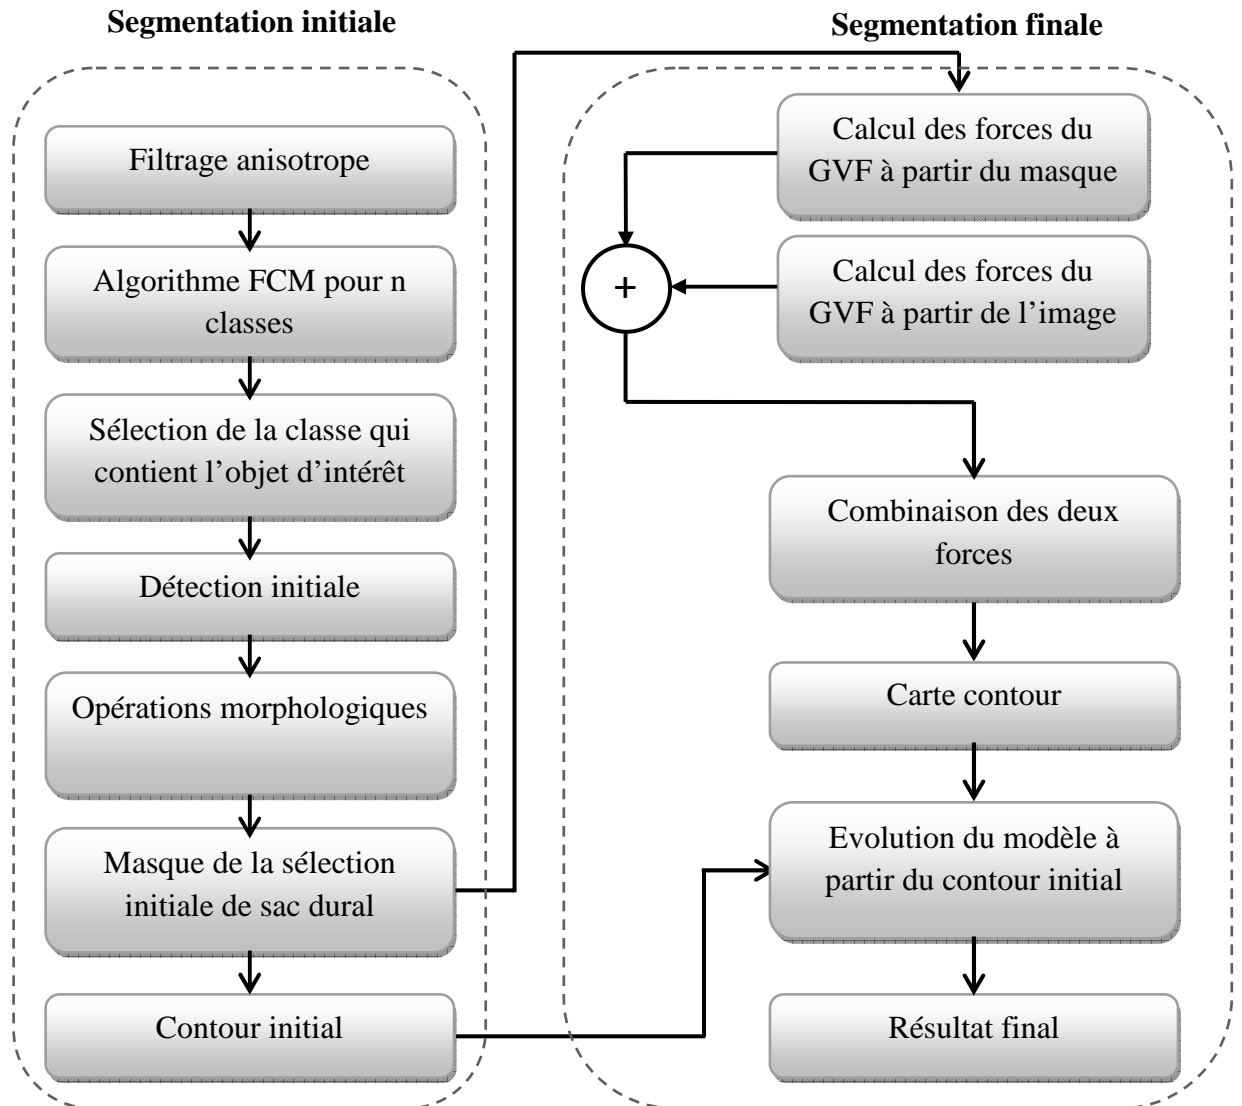 Segmentation initiale
Filtrage anisotrope
Algorithme FCM pour n
classes
Sélection de la classe qui
contient l’objet d’intérêt
Détection initiale
Opérations morphologiques
Masque de la sélection
initiale de sac dural
Contour initial
Segmentation finale
Calcul des forces du
GVF à partir du masque
+
Calcul des forces du
GVF à partir de l’image
Combinaison des deux
forces
Carte contour
Evolution du modèle à
partir du contour initial
Résultat final